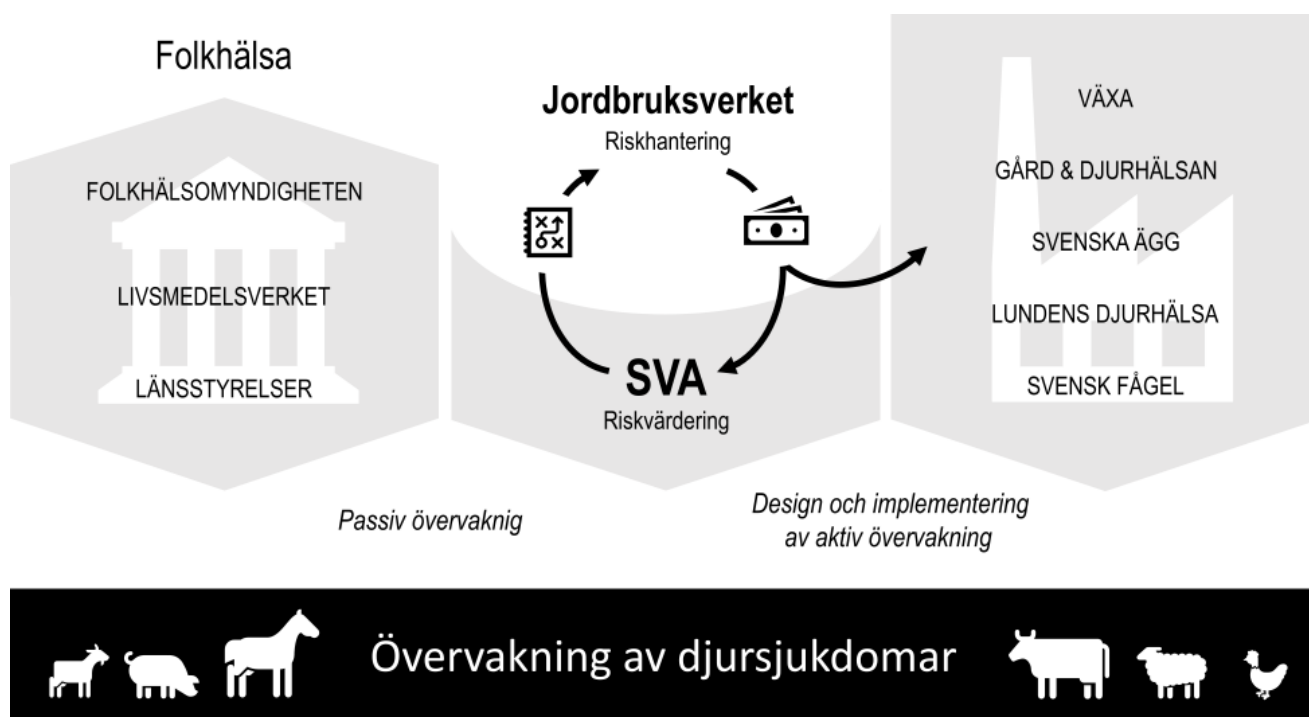 Folkhälsa
FOLKHÄLSOMYNDIGHETEN
LIVSMEDELSVERKET
LÄNSSTYRELSER
Jordbruksverket
Riskhantering
SVA
Riskvärdering
VÄXA
GÅRD & DJURHÄLSAN
SVENSKA ÄGG
LUNDENS DJURHÄLSA
SVENSK FÅGEL
Passiv övervaknig
Design och implementering
av aktiv övervakning
Övervakning av djursjukdomar